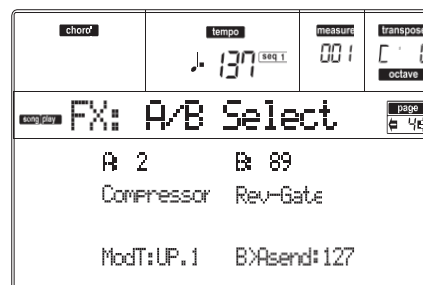 chord tempo measure transpose
♩. 137 seq 1 001 C
octave
song play FX: A/B Select page
A: 2 B: 89
Compressor Rev-Gate
ModT:UP.1 B>Asend:127